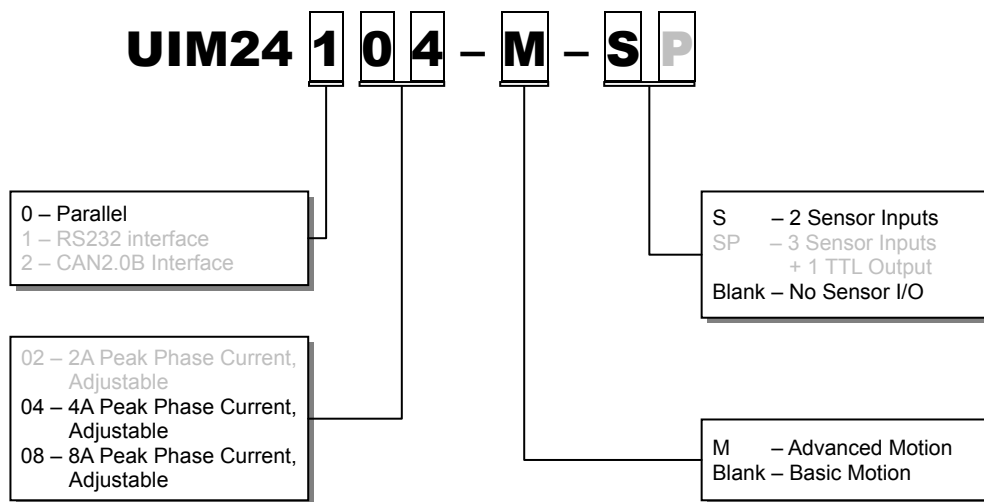 UIM24 1 0 4 – M – S P
0 – Parallel
1 – RS232 interface
2 – CAN2.0B Interface
S – 2 Sensor Inputs
SP – 3 Sensor Inputs
+ 1 TTL Output
Blank – No Sensor I/O
02 – 2A Peak Phase Current,
Adjustable
04 – 4A Peak Phase Current,
Adjustable
08 – 8A Peak Phase Current,
Adjustable
M – Advanced Motion
Blank – Basic Motion